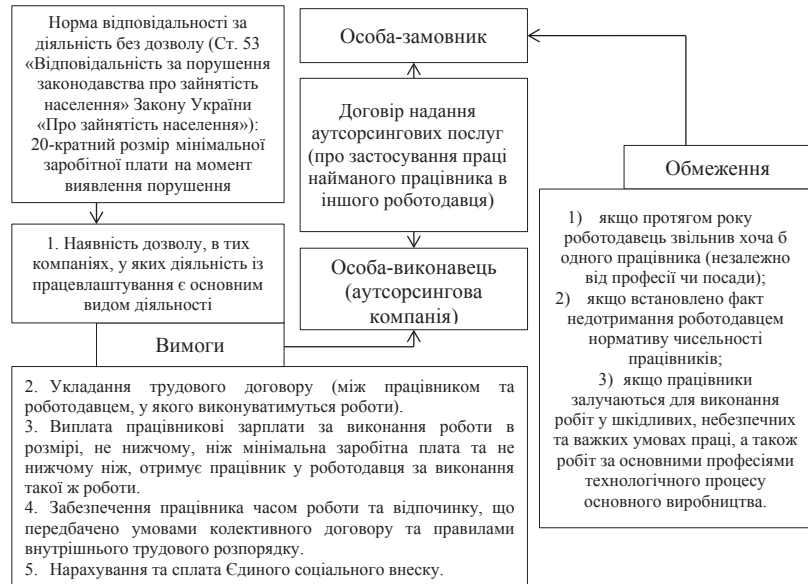 Норма відповідальності за
діяльність без дозволу (Ст. 53
«Відповідальність за порушення
законодавства про зайнятість
населення» Закону України
«Про зайнятість населення»):
20-кратний розмір мінімальної
заробітної плати на момент
виявлення порушення
1. Наявність дозволу, в тих
компаніях, у яких діяльність із
працевлаштування є основним
видом діяльності
Вимоги
2. Укладання трудового договору (між працівником та
роботодавцем, у якого виконуватимуться роботи).
3. Виплата працівникові зарплати за виконання роботи в
розмірі, не нижчому, ніж мінімальна заробітна плата та не
нижчому ніж, отримує працівник у роботодавця за виконання
такої ж роботи.
4. Забезпечення працівника часом роботи та відпочинку, що
передбачено умовами колективного договору та правилами
внутрішнього трудового розпорядку.
5. Нарахування та сплата Єдиного соціального внеску.
Особа-замовник
Договір надання
аутсорсингових послуг
(про застосування праці
найманого працівника в
іншого роботодавця)
Особа-виконавець
(аутсорсингова
компанія)
Обмеження
1) якщо протягом року
роботодавець звільнив хоча б
одного працівника (незалежно
від професії чи посади);
2) якщо встановлено факт
недотримання роботодавцем
нормативу чисельності
працівників;
3) якщо працівники
залучаються для виконання
робіт у шкідливих, небезпечних
та важких умовах праці, а також
робіт за основними професіями
технологічного процесу
основного виробництва.